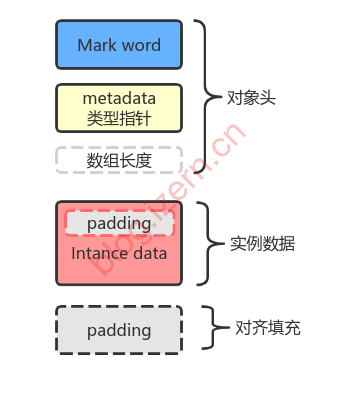 Mark word
metadata
类型指针
对象头
数组长度
padding
Intance data
实例数据
padding
对齐填充
blog.lzern.cn